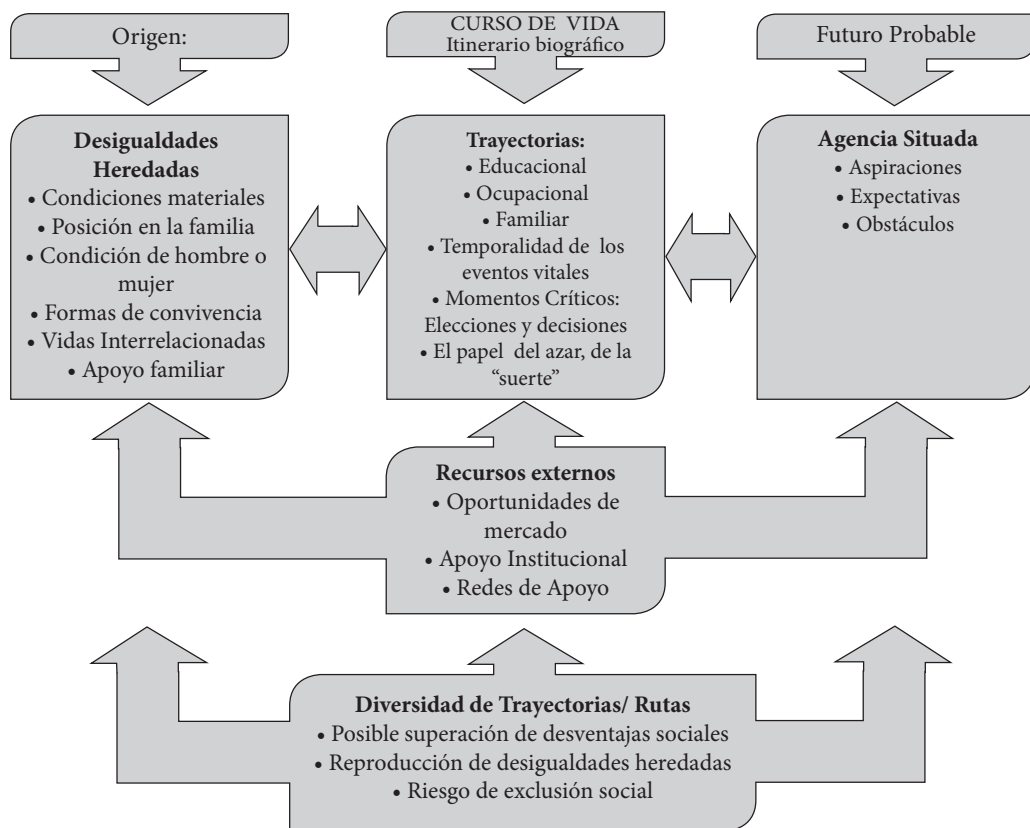 Origen:
CURSO DE VIDA
Itinerario biográfico
Futuro Probable
Desigualdades
Heredadas
• Condiciones materiales
• Posición en la familia
• Condición de hombre o
mujer
• Formas de convivencia
• Vidas Interrelacionadas
• Apoyo familiar
Trayectorias:
• Educacional
• Ocupacional
• Familiar
• Temporalidad de los
eventos vitales
• Momentos Críticos:
Elecciones y decisiones
• El papel del azar, de la
“suerte”
Agencia Situada
• Aspiraciones
• Expectativas
• Obstáculos
Recursos externos
• Oportunidades de
mercado
• Apoyo Institucional
• Redes de Apoyo
Diversidad de Trayectorias/ Rutas
• Posible superación de desventajas sociales
• Reproducción de desigualdades heredadas
• Riesgo de exclusión social